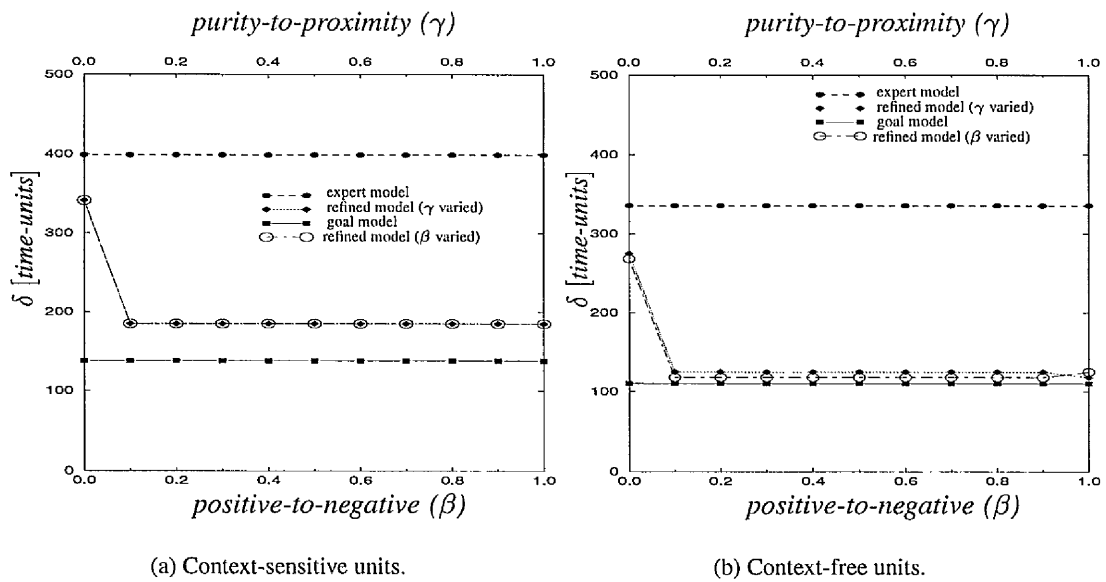 purity-to-proximity (γ)
0.0 0.2 0.4 0.6 0.8 1.0
500
400
300
200
100
0
δ [time-units]
expert model
refined model (γ varied)
goal model
refined model (β varied)
0.0 0.2 0.4 0.6 0.8 1.0
positive-to-negative (β)
(a) Context-sensitive units.
purity-to-proximity (γ)
0.0 0.2 0.4 0.6 0.8 1.0
500
400
300
200
100
0
δ [time-units]
expert model
refined model (γ varied)
goal model
refined model (β varied)
0.0 0.2 0.4 0.6 0.8 1.0
positive-to-negative (β)
(b) Context-free units.